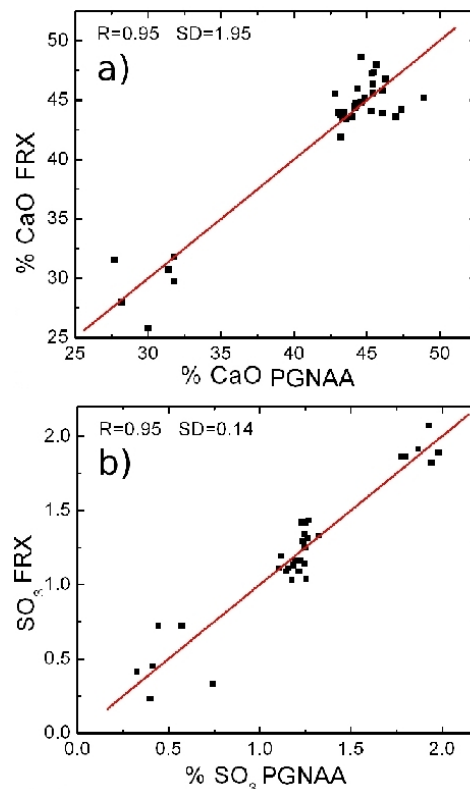 R=0.95 SD=1.95
a)
% CaO FRX
50
45
40
35
30
25
25 30 35 40 45 50
% CaO PGNAA
R=0.95 SD=0.14
b)
SO₃ FRX
2.0
1.5
1.0
0.5
0.0
0.0 0.5 1.0 1.5 2.0
% SO₃ PGNAA